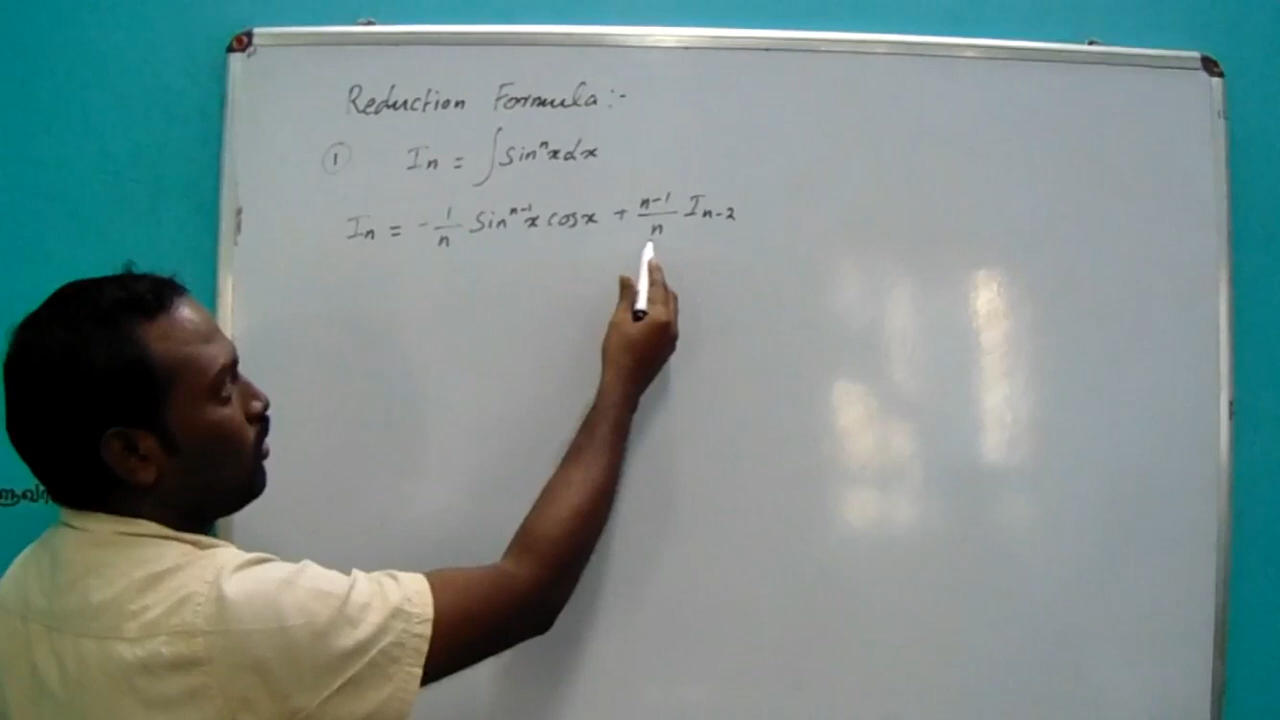 Reduction Formula :-
① Iₙ = ∫ Sinⁿx dx
Iₙ = - 1/n Sinⁿ⁻¹x cosx + n-1/n Iₙ₋₂